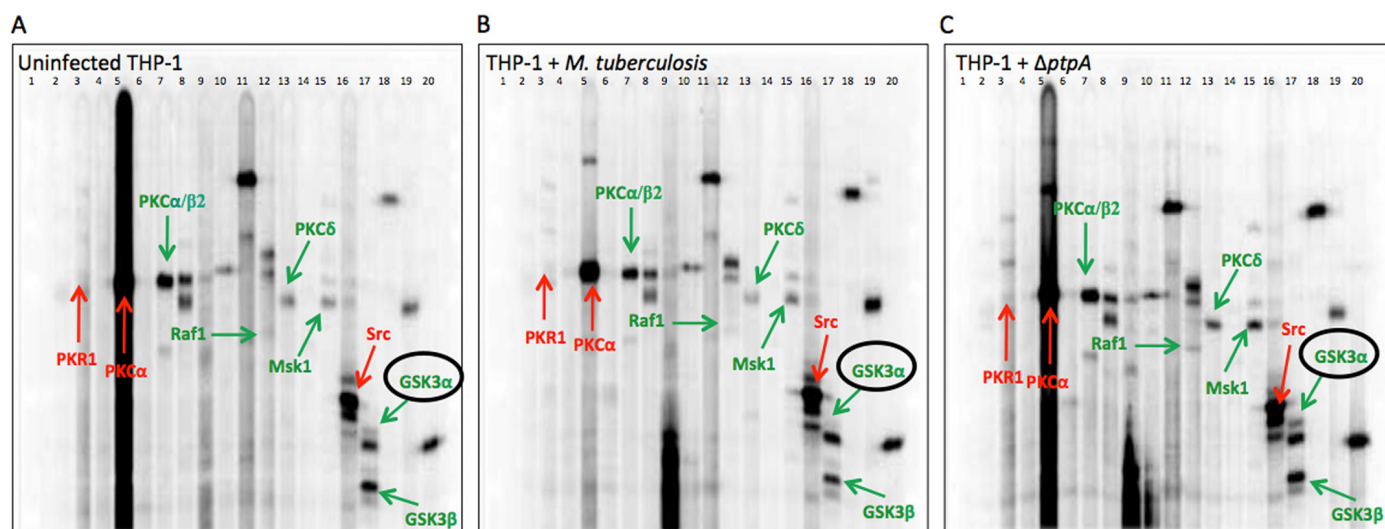 A
Uninfected THP-1
1 2 3 4 5 6 7 8 9 10 11 12 13 14 15 16 17 18 19 20
PKCα/β2
PKCδ
PKR1
PKCα
Raf1
Msk1
Src
GSK3α
GSK3β
B
THP-1 + M. tuberculosis
1 2 3 4 5 6 7 8 9 10 11 12 13 14 15 16 17 18 19 20
PKCα/β2
PKCδ
PKR1
PKCα
Raf1
Msk1
Src
GSK3α
GSK3β
C
THP-1 + ΔptpA
1 2 3 4 5 6 7 8 9 10 11 12 13 14 15 16 17 18 19 20
PKCα/β2
PKCδ
PKR1
PKCα
Raf1
Msk1
Src
GSK3α
GSK3β